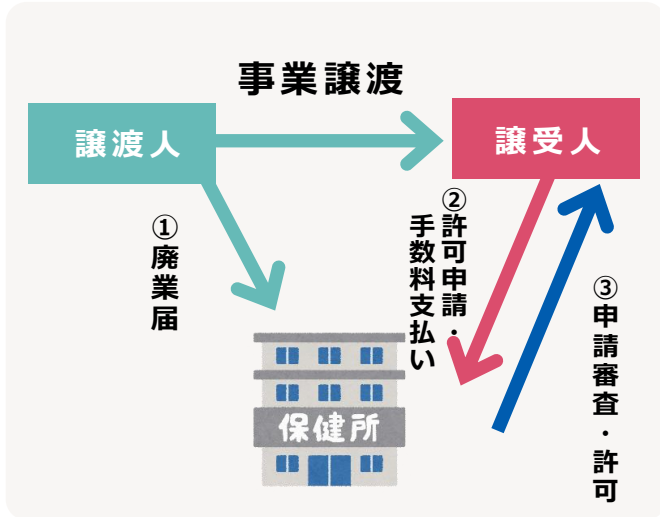 事業譲渡
譲渡人
譲受人
①廃業届
②許可申請・
手数料支払い
③申請審査・許可
保健所